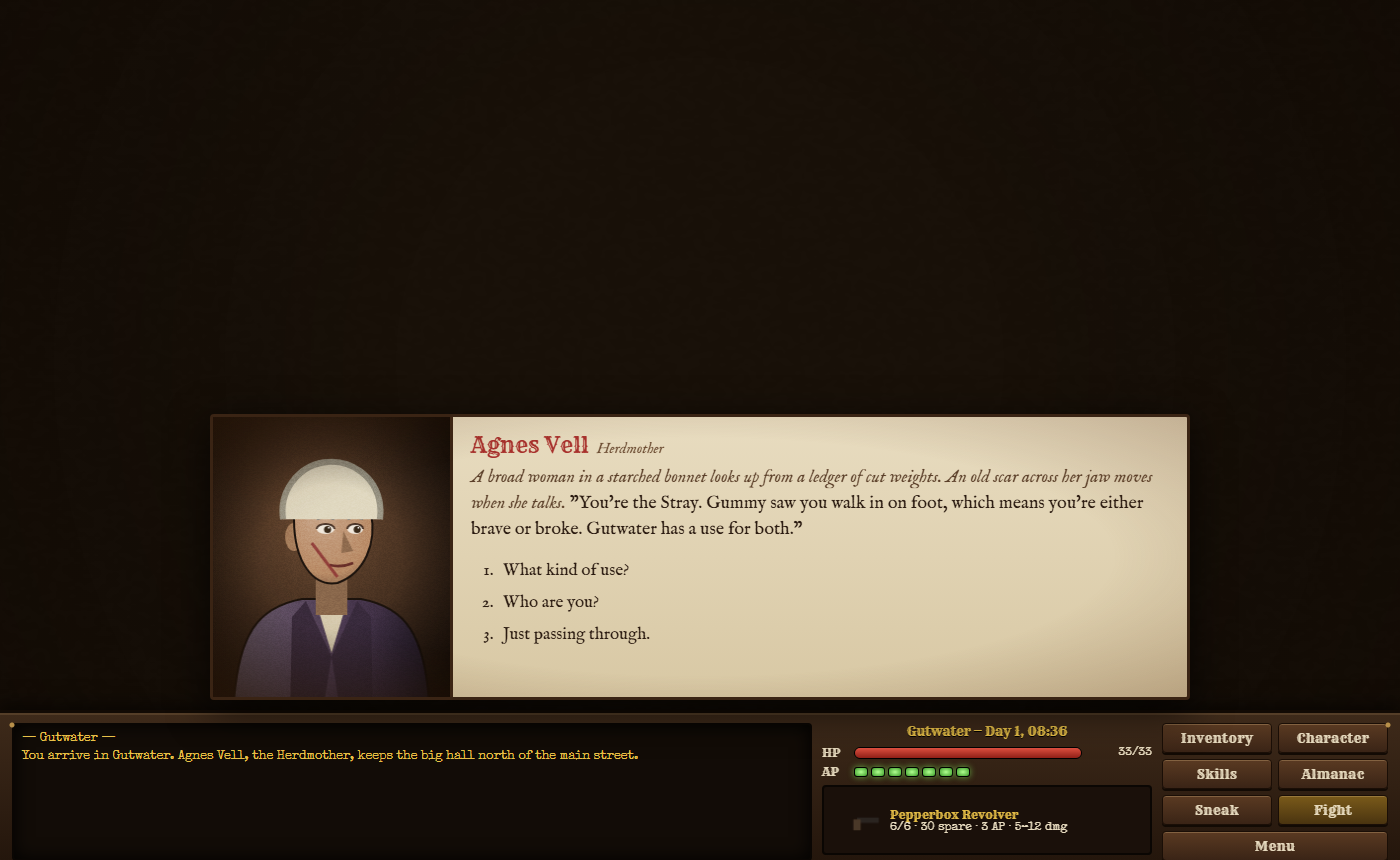 Agnes Vell Herdmother
A broad woman in a starched bonnet looks up from a ledger of cut weights. An old scar across her jaw moves
when she talks. ”You’re the Stray. Gummy saw you walk in on foot, which means you’re either
brave or broke. Gutwater has a use for both.”
1. What kind of use?
2. Who are you?
3. Just passing through.
— Gutwater —
You arrive in Gutwater. Agnes Vell, the Herdmother, keeps the big hall north of the main street.
Gutwater – Day 1, 08:36
HP 33/33
AP
Pepperbox Revolver
6/6 · 30 spare · 3 AP · 5–12 dmg
Inventory Character
Skills Almanac
Sneak Fight
Menu